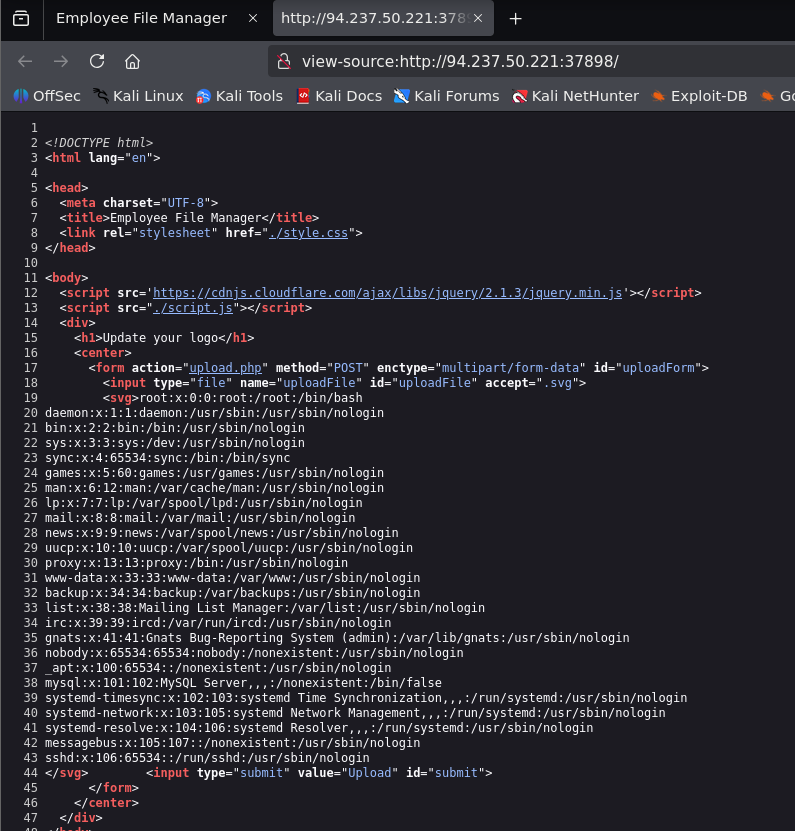 Employee File Manager × http://94.237.50.221:3789 × +
view-source:http://94.237.50.221:37898/
OffSec Kali Linux Kali Tools Kali Docs Kali Forums Kali NetHunter Exploit-DB
1
2 <!DOCTYPE html>
3 <html lang="en">
4
5 <head>
6 <meta charset="UTF-8">
7 <title>Employee File Manager</title>
8 <link rel="stylesheet" href="./style.css">
9 </head>
10
11 <body>
12 <script src='https://cdnjs.cloudflare.com/ajax/libs/jquery/2.1.3/jquery.min.js'></script>
13 <script src="./script.js"></script>
14 <div>
15 <h1>Update your logo</h1>
16 <center>
17 <form action="upload.php" method="POST" enctype="multipart/form-data" id="uploadForm">
18 <input type="file" name="uploadFile" id="uploadFile" accept=".svg">
19 <svg>root:x:0:0:root:/root:/bin/bash
20 daemon:x:1:1:daemon:/usr/sbin:/usr/sbin/nologin
21 bin:x:2:2:bin:/bin:/usr/sbin/nologin
22 sys:x:3:3:sys:/dev:/usr/sbin/nologin
23 sync:x:4:65534:sync:/bin:/bin/sync
24 games:x:5:60:games:/usr/games:/usr/sbin/nologin
25 man:x:6:12:man:/var/cache/man:/usr/sbin/nologin
26 lp:x:7:7:lp:/var/spool/lpd:/usr/sbin/nologin
27 mail:x:8:8:mail:/var/mail:/usr/sbin/nologin
28 news:x:9:9:news:/var/spool/news:/usr/sbin/nologin
29 uucp:x:10:10:uucp:/var/spool/uucp:/usr/sbin/nologin
30 proxy:x:13:13:proxy:/bin:/usr/sbin/nologin
31 www-data:x:33:33:www-data:/var/www:/usr/sbin/nologin
32 backup:x:34:34:backup:/var/backups:/usr/sbin/nologin
33 list:x:38:38:Mailing List Manager:/var/list:/usr/sbin/nologin
34 irc:x:39:39:ircd:/var/run/ircd:/usr/sbin/nologin
35 gnats:x:41:41:Gnats Bug-Reporting System (admin):/var/lib/gnats:/usr/sbin/nologin
36 nobody:x:65534:65534:nobody:/nonexistent:/usr/sbin/nologin
37 _apt:x:100:65534::/nonexistent:/usr/sbin/nologin
38 mysql:x:101:102:MySQL Server,,,:/nonexistent:/bin/false
39 systemd-timesync:x:102:103:systemd Time Synchronization,,,:/run/systemd:/usr/sbin/nologin
40 systemd-network:x:103:105:systemd Network Management,,,:/run/systemd:/usr/sbin/nologin
41 systemd-resolve:x:104:106:systemd Resolver,,,:/run/systemd:/usr/sbin/nologin
42 messagebus:x:105:107::/nonexistent:/usr/sbin/nologin
43 sshd:x:106:65534::/run/sshd:/usr/sbin/nologin
44 </svg> <input type="submit" value="Upload" id="submit">
45 </form>
46 </center>
47 </div>